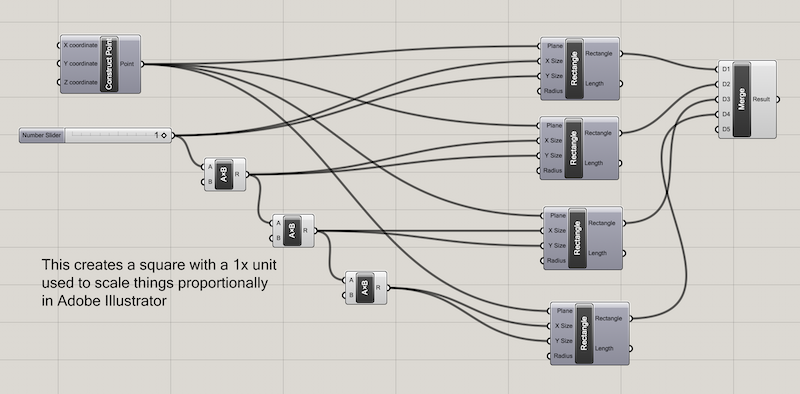 X coordinate
Y coordinate
Z coordinate
Construct Point
Point
Number Slider
1
A
B
A×B
R
A
B
A×B
R
A
B
A×B
R
Plane
X Size
Y Size
Radius
Rectangle
Rectangle
Length
Plane
X Size
Y Size
Radius
Rectangle
Rectangle
Length
Plane
X Size
Y Size
Radius
Rectangle
Rectangle
Length
Plane
X Size
Y Size
Radius
Rectangle
Rectangle
Length
D1
D2
D3
D4
D5
Merge
Result
This creates a square with a 1x unit
used to scale things proportionally
in Adobe Illustrator